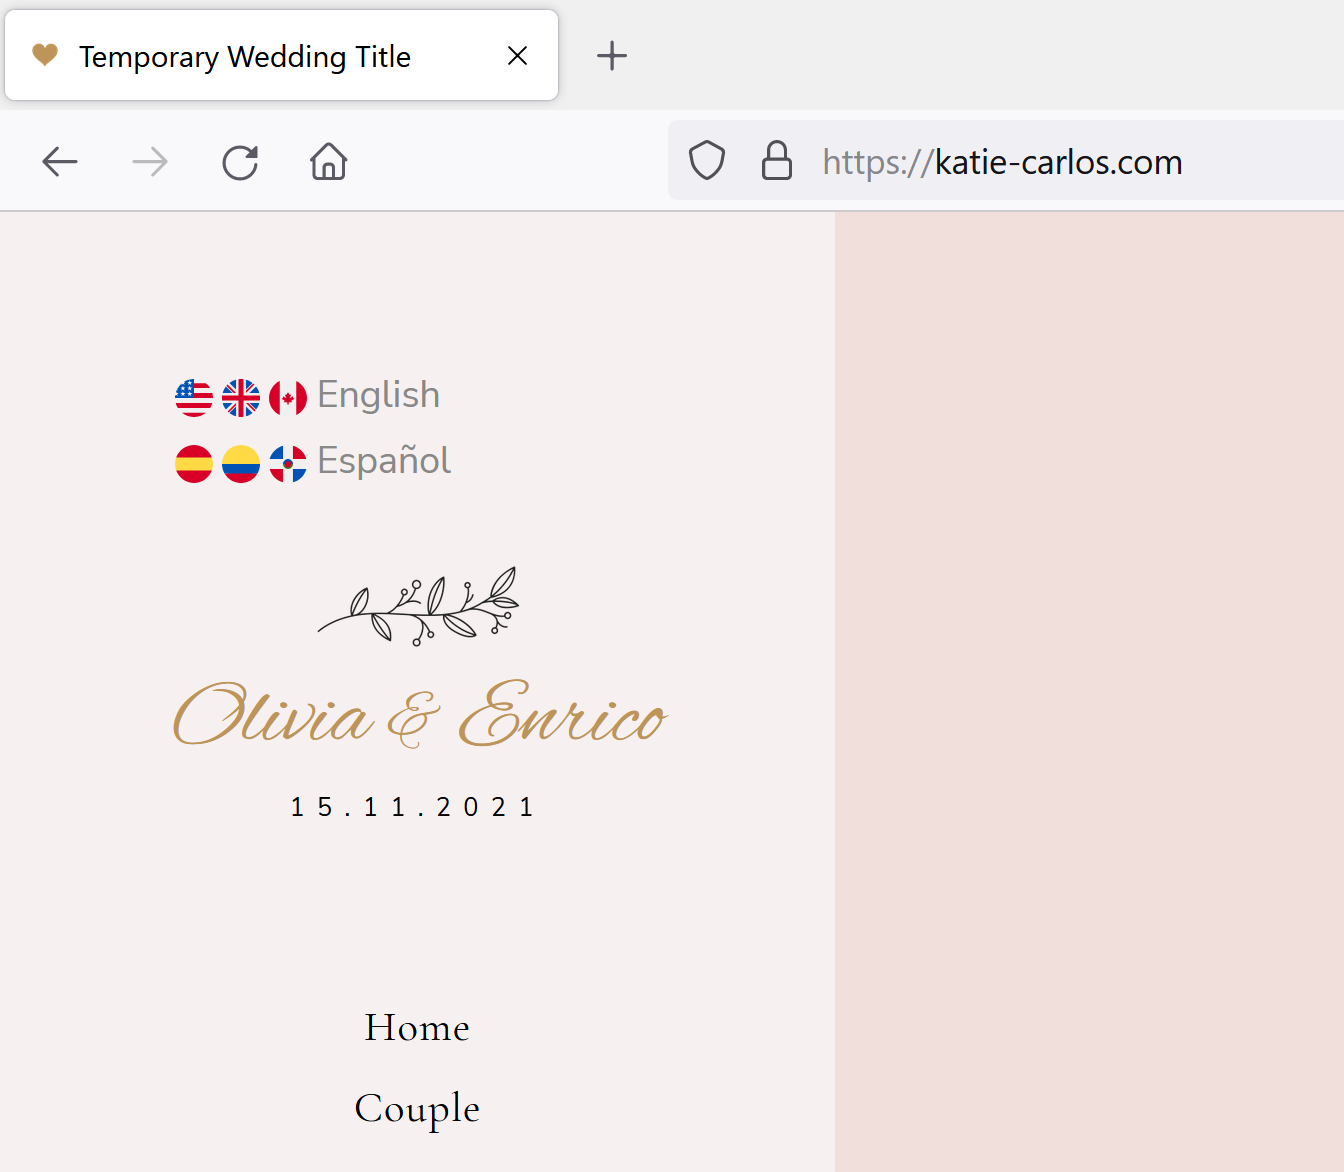 Temporary Wedding Title
https://katie-carlos.com
English
Español
Olivia & Enrico
15.11.2021
Home
Couple